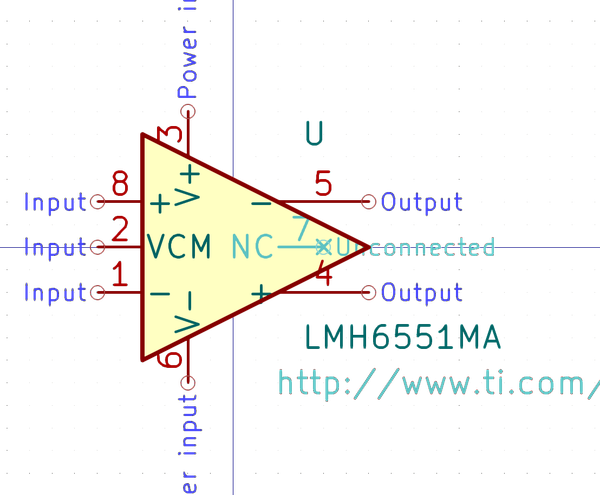 Power in
3
U
V+
8
5
Input
+
−
Output
7
2
Input
VCM
NC
Unconnected
1
4
Input
−
+
Output
V-
LMH6551MA
6
http://www.ti.com/
er input